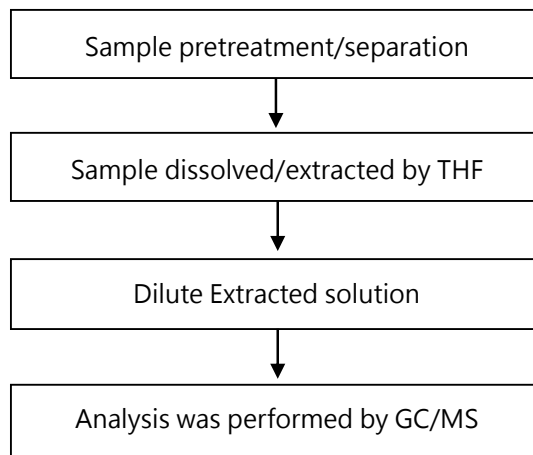 Sample pretreatment/separation
Sample dissolved/extracted by THF
Dilute Extracted solution
Analysis was performed by GC/MS